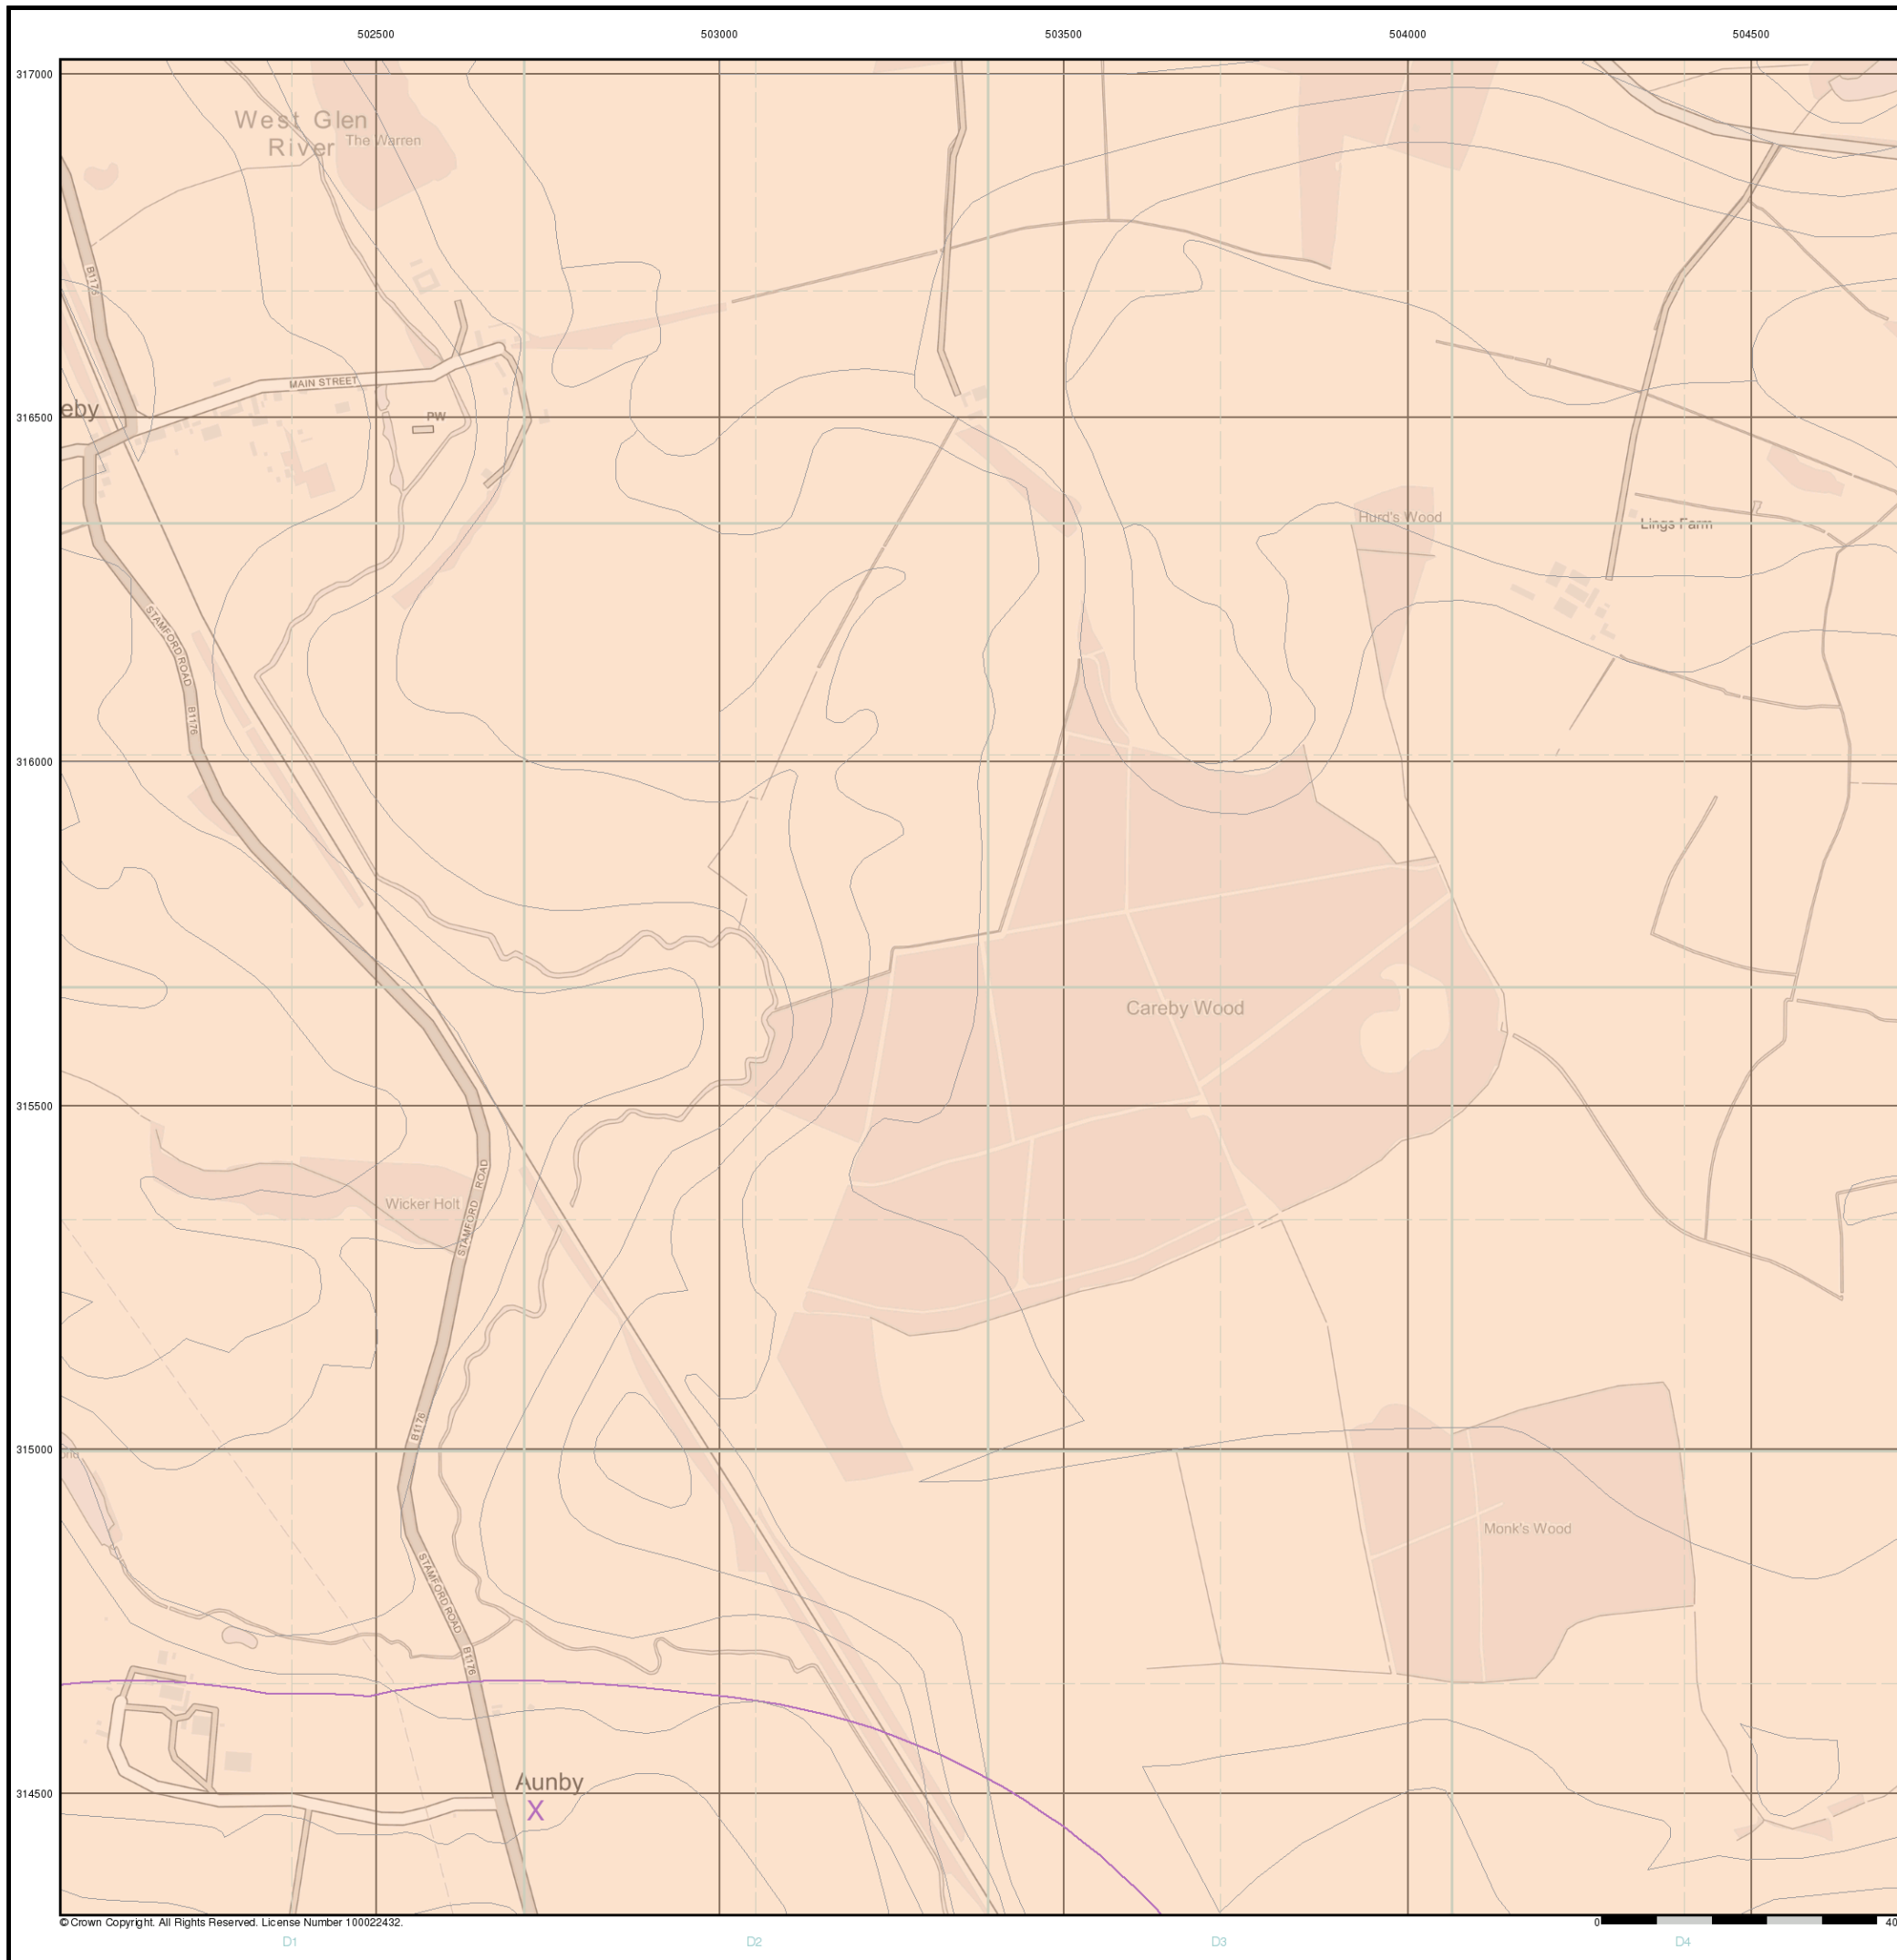 502500 503000 503500 504000 504500
317000
West Glen
River
The Warren
B1176
MAIN STREET
316500
eby
PW
Hurd's Wood
Lings Farm
STAMFORD ROAD
B1176
316000
Careby Wood
315500
Wicker Holt
STAMFORD ROAD
B1176
315000
Monk's Wood
STAMFORD ROAD
B1176
Aunby
314500
X
© Crown Copyright. All Rights Reserved. License Number 100022432.
0 40
D1 D2 D3 D4